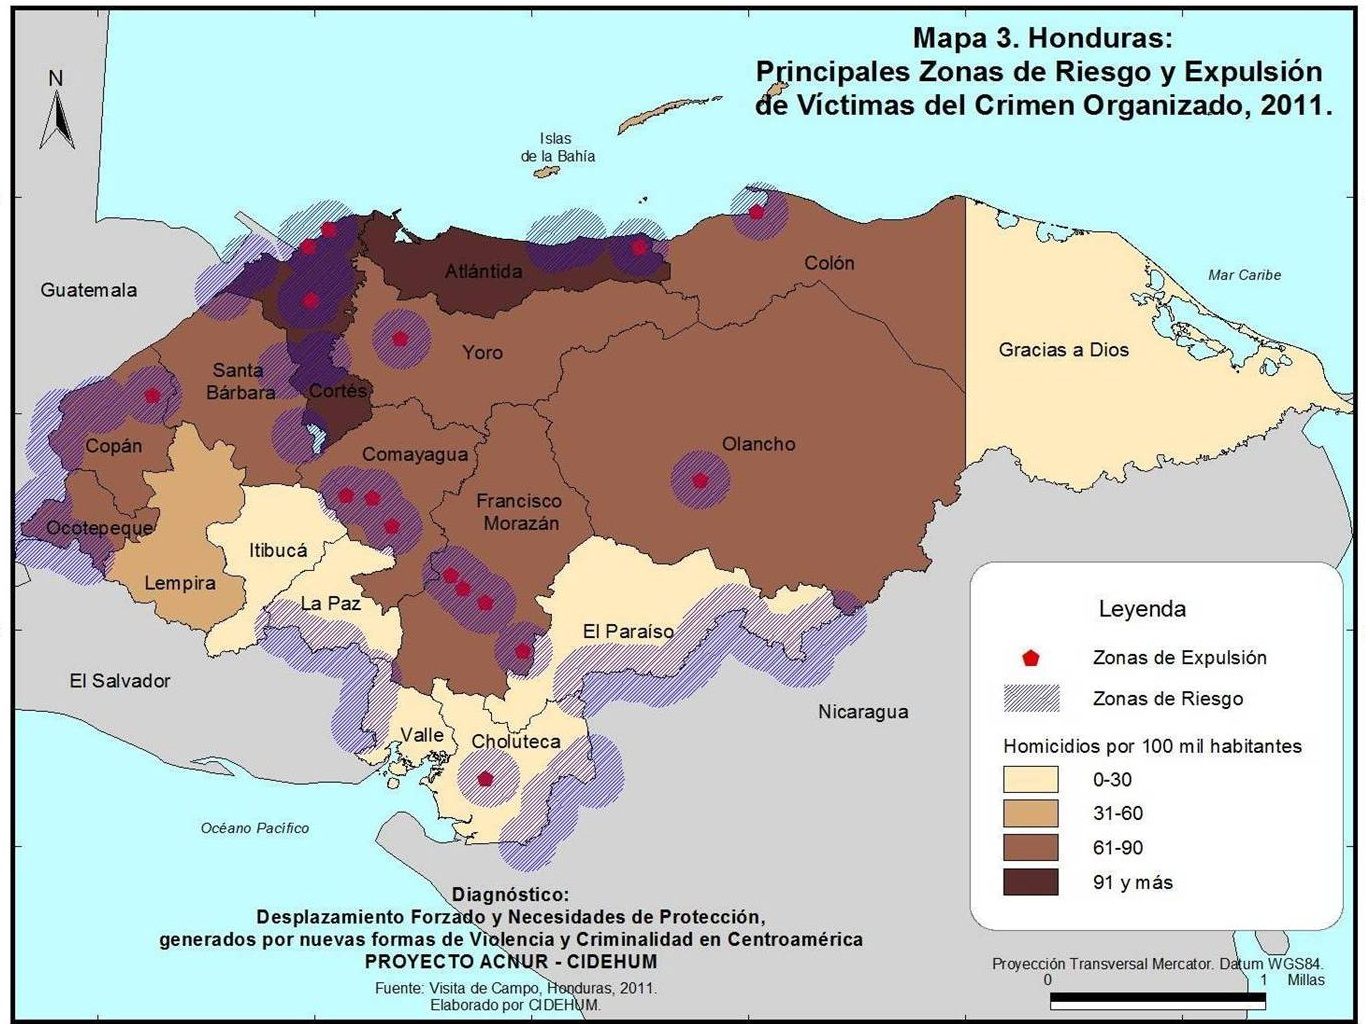 Mapa 3. Honduras:
Principales Zonas de Riesgo y Expulsión
de Víctimas del Crimen Organizado, 2011.
N
Islas
de la Bahía
Guatemala
Atlántida
Colón
Mar Caribe
Gracias a Dios
Yoro
Santa
Bárbara
Cortés
Copán
Comayagua
Olancho
Francisco
Morazán
Ocotepeque
Itibucá
Lempira
La Paz
El Paraíso
El Salvador
Nicaragua
Valle
Choluteca
Océano Pacífico
Leyenda
Zonas de Expulsión
Zonas de Riesgo
Homicidios por 100 mil habitantes
0-30
31-60
61-90
91 y más
Diagnóstico:
Desplazamiento Forzado y Necesidades de Protección,
generados por nuevas formas de Violencia y Criminalidad en Centroamérica
PROYECTO ACNUR - CIDEHUM
Fuente: Visita de Campo, Honduras, 2011.
Elaborado por CIDEHUM.
Proyección Transversal Mercator. Datum WGS84.
0 1 Millas